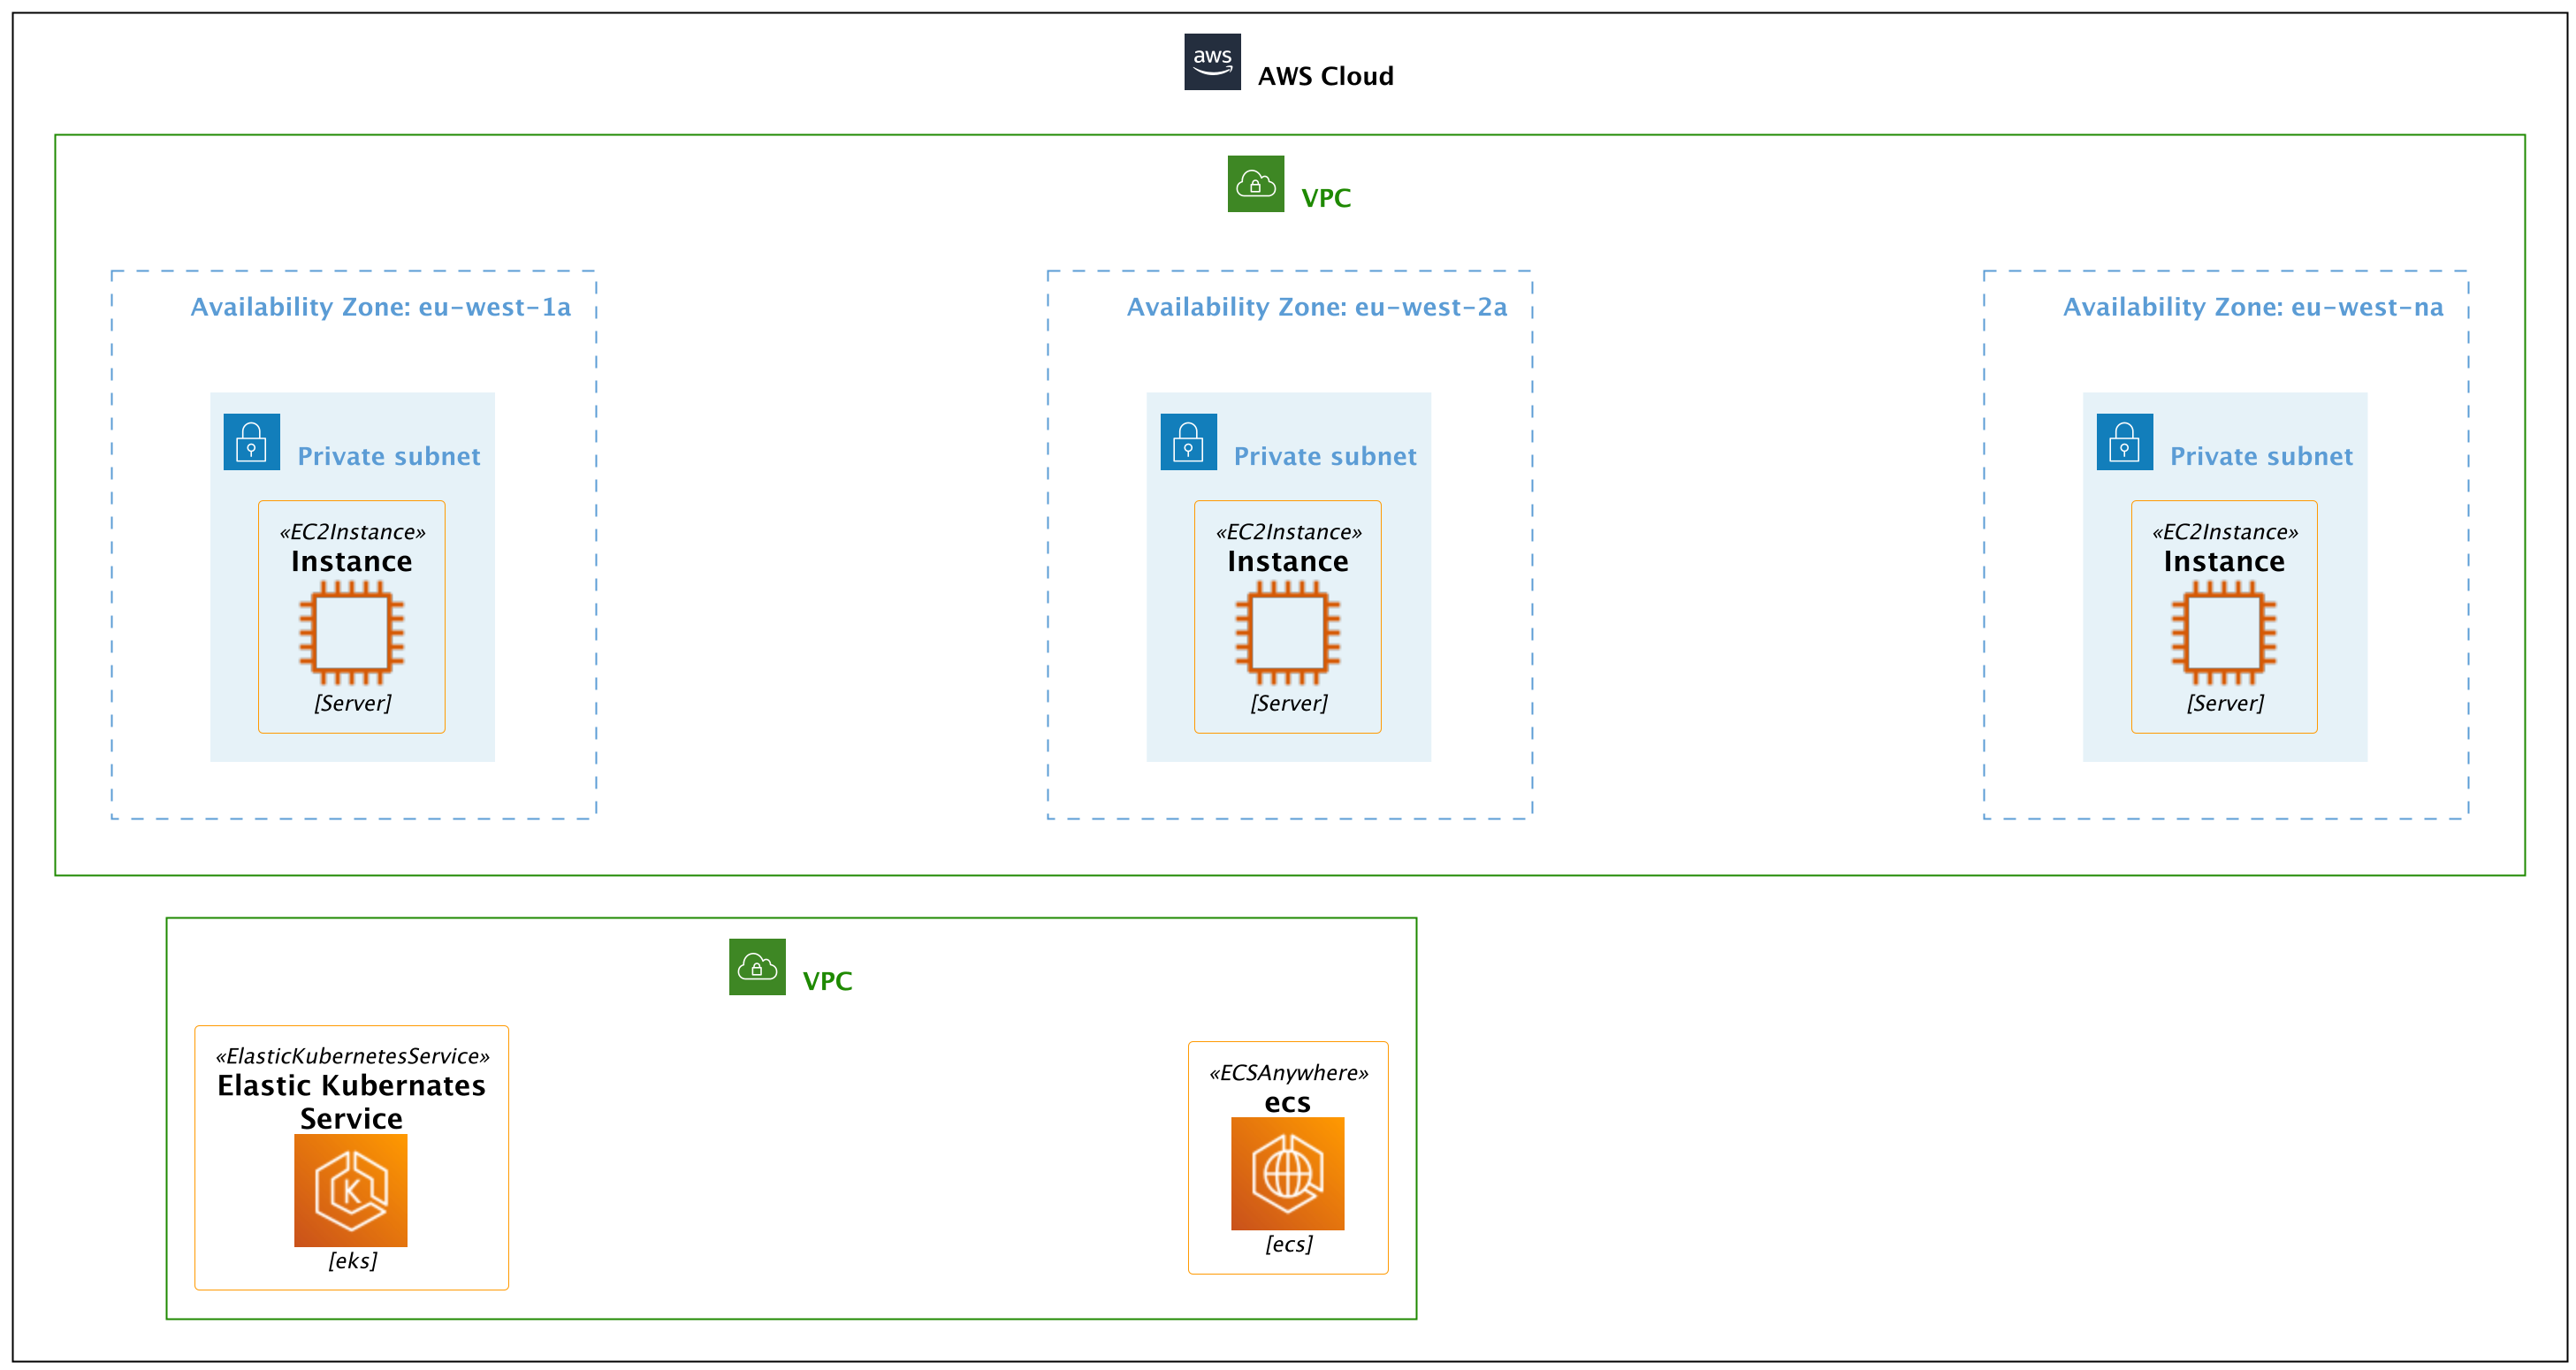 aws
AWS Cloud
VPC
Availability Zone: eu-west-1a
Private subnet
«EC2Instance»
Instance
[Server]
Availability Zone: eu-west-2a
Private subnet
«EC2Instance»
Instance
[Server]
Availability Zone: eu-west-na
Private subnet
«EC2Instance»
Instance
[Server]
VPC
«ElasticKubernetesService»
Elastic Kubernates
Service
K
[eks]
«ECSAnywhere»
ecs
[ecs]